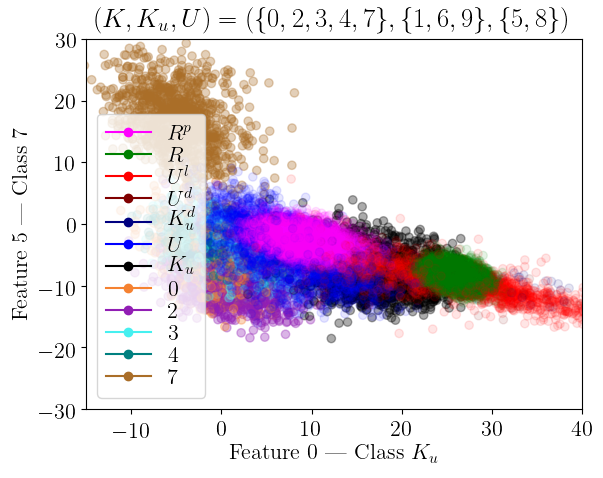 (K, K_u, U) = ({0, 2, 3, 4, 7}, {1, 6, 9}, {5, 8})
30
20
10
0
−10
−20
−30
Feature 5 — Class 7
R^p
R
U^l
U^d
K_u^d
U
K_u
0
2
3
4
7
−10
0
10
20
30
40
Feature 0 — Class K_u